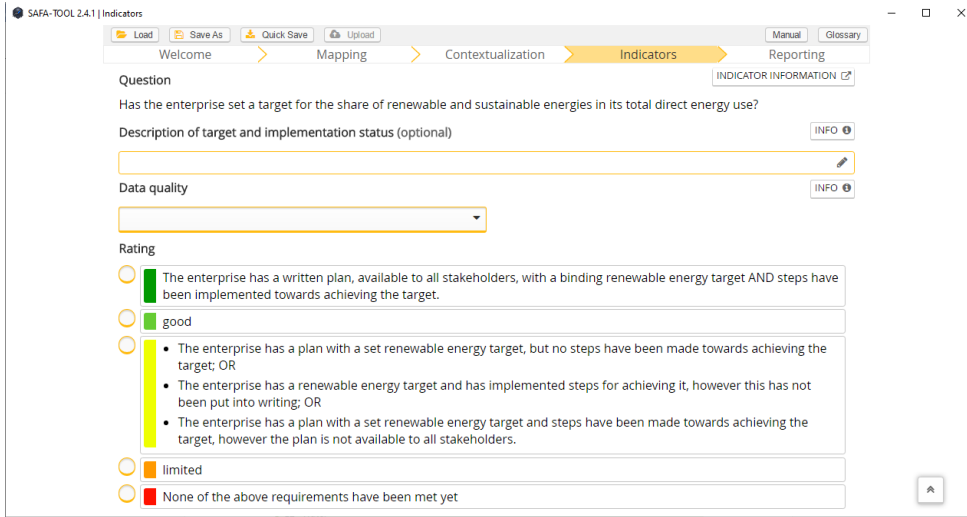 SAFA-TOOL 2.4.1 | Indicators
Load Save As Quick Save Upload Manual Glossary
Welcome Mapping Contextualization Indicators Reporting
Question INDICATOR INFORMATION
Has the enterprise set a target for the share of renewable and sustainable energies in its total direct energy use?
Description of target and implementation status (optional) INFO
Data quality INFO
Rating
The enterprise has a written plan, available to all stakeholders, with a binding renewable energy target AND steps have
been implemented towards achieving the target.
good
• The enterprise has a plan with a set renewable energy target, but no steps have been made towards achieving the
target; OR
• The enterprise has a renewable energy target and has implemented steps for achieving it, however this has not
been put into writing; OR
• The enterprise has a plan with a set renewable energy target and steps have been made towards achieving the
target, however the plan is not available to all stakeholders.
limited
None of the above requirements have been met yet